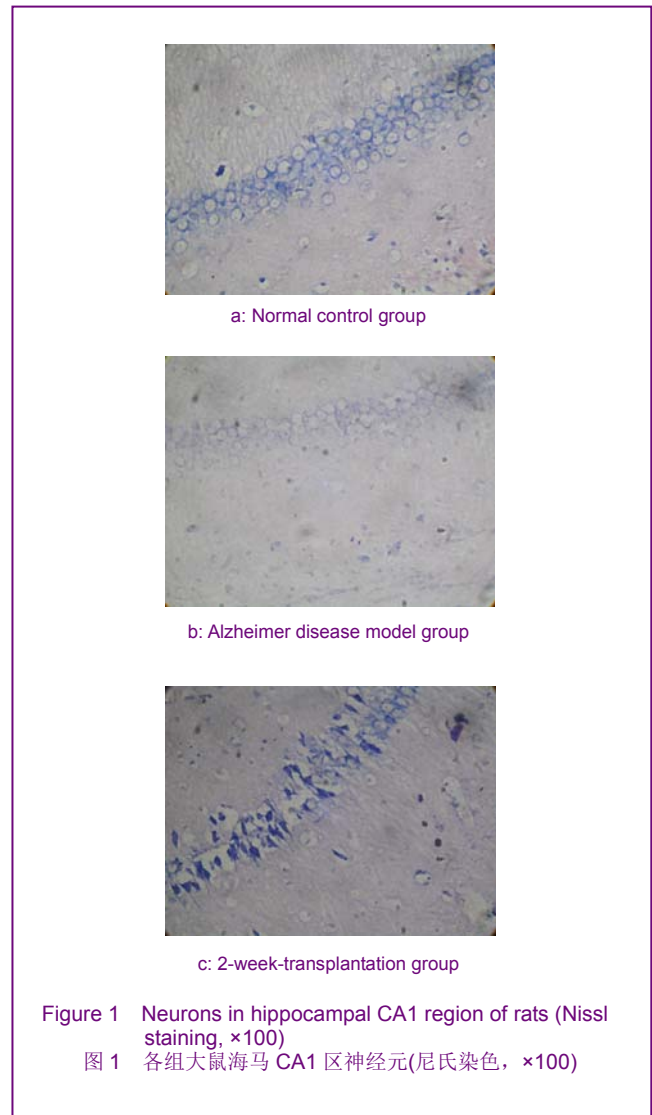 a: Normal control group
b: Alzheimer disease model group
c: 2-week-transplantation group
Figure 1 Neurons in hippocampal CA1 region of rats (Nissl
staining, ×100)
图 1 各组大鼠海马 CA1 区神经元(尼氏染色，×100)